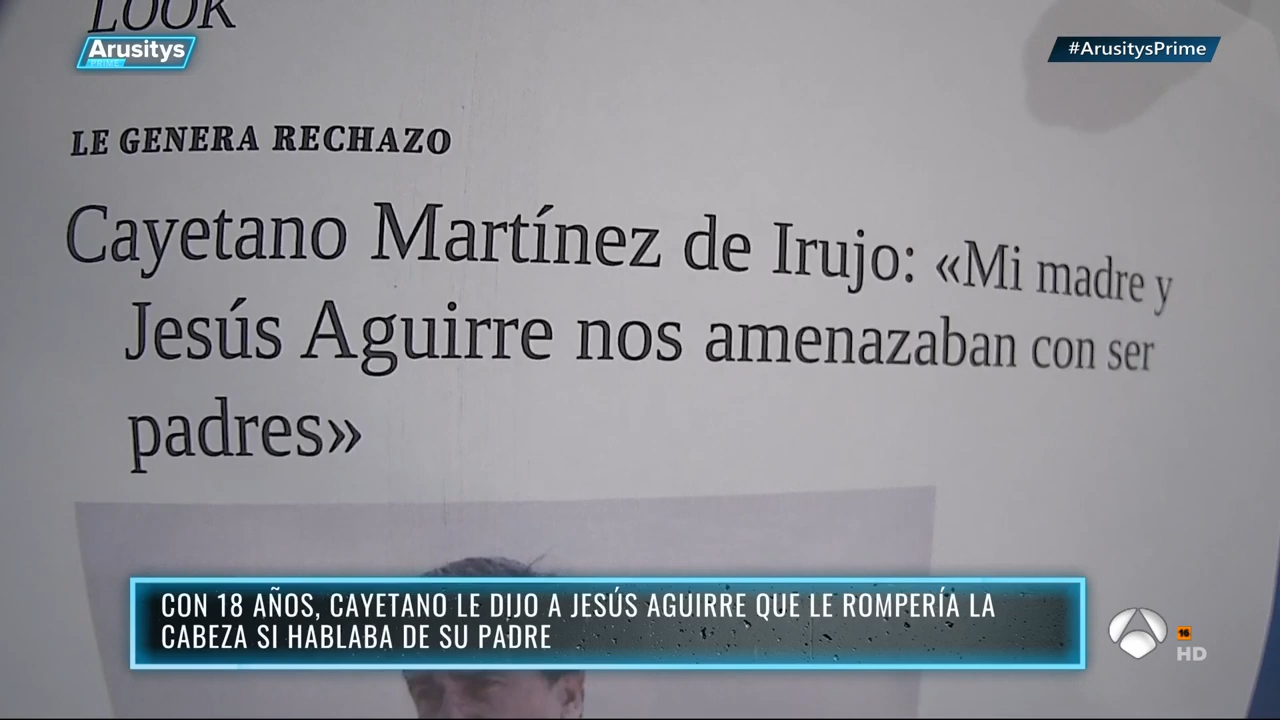 LOOK
Arusitys
PRIME
#ArusitysPrime
LE GENERA RECHAZO
Cayetano Martínez de Irujo: «Mi madre y
Jesús Aguirre nos amenazaban con ser
padres»
CON 18 AÑOS, CAYETANO LE DIJO A JESÚS AGUIRRE QUE LE ROMPERÍA LA
CABEZA SI HABLABA DE SU PADRE
16
HD